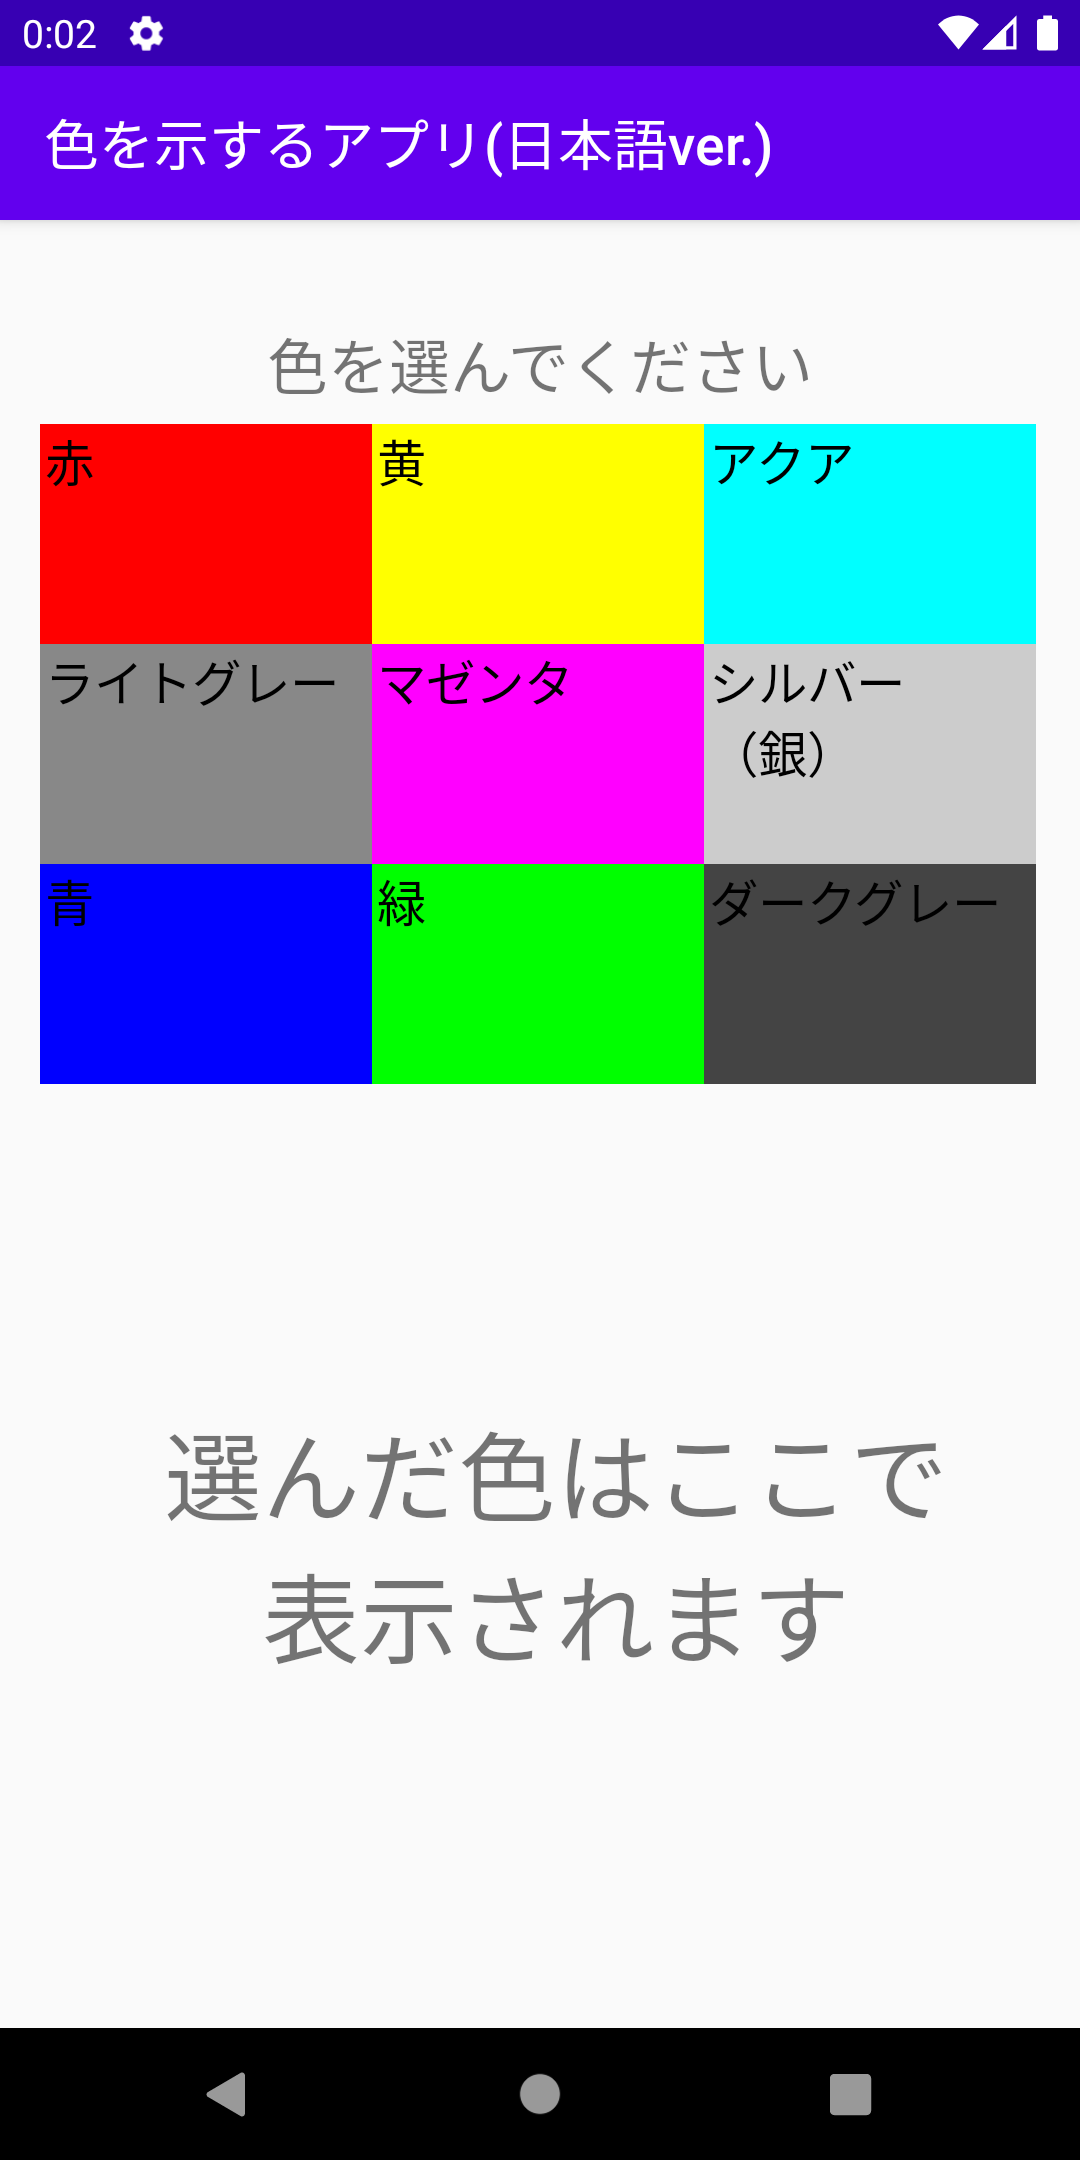 0:02
色を示するアプリ(日本語ver.)
色を選んでください
赤
黄
アクア
ライトグレー
マゼンタ
シルバー
（銀）
青
緑
ダークグレー
選んだ色はここで
表示されます